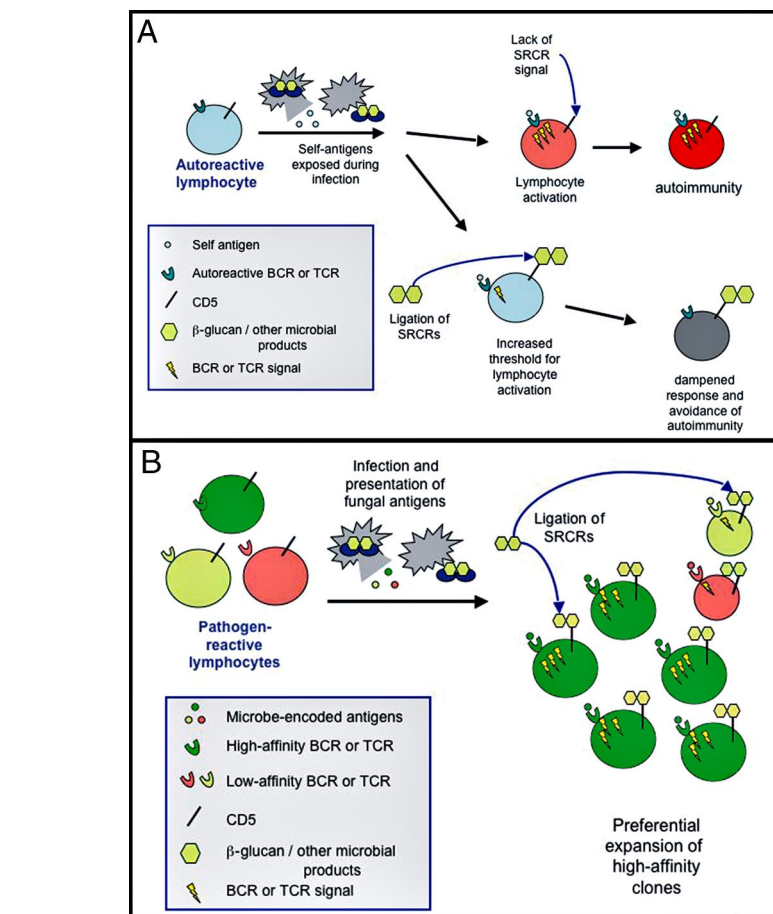 A
Lack of
SRCR
signal
Autoreactive
lymphocyte
Self-antigens
exposed during
infection
Lymphocyte
activation
autoimmunity
Self antigen
Autoreactive BCR or TCR
CD5
β-glucan / other microbial
products
BCR or TCR signal
Ligation of
SRCRs
Increased
threshold for
lymphocyte
activation
dampened
response and
avoidance of
autoimmunity
B
Infection and
presentation of
fungal antigens
Ligation of
SRCRs
Pathogen-
reactive
lymphocytes
Microbe-encoded antigens
High-affinity BCR or TCR
Low-affinity BCR or TCR
CD5
β-glucan / other microbial
products
BCR or TCR signal
Preferential
expansion of
high-affinity
clones